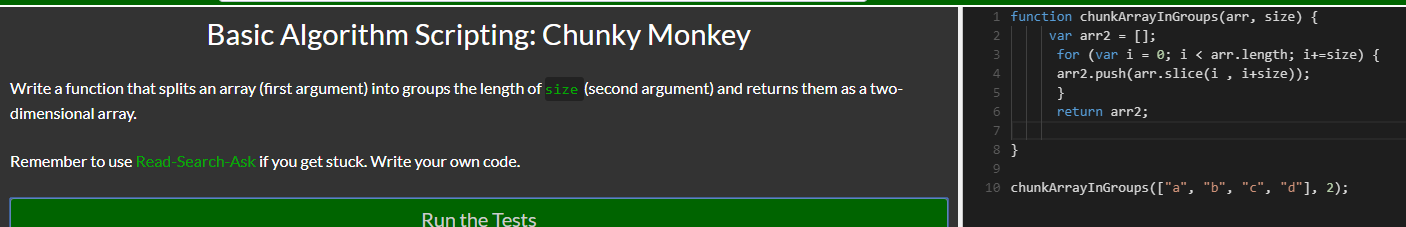 Basic Algorithm Scripting: Chunky Monkey
Write a function that splits an array (first argument) into groups the length of size (second argument) and returns them as a two-
dimensional array.
Remember to use Read-Search-Ask if you get stuck. Write your own code.
Run the Tests
1 function chunkArrayInGroups(arr, size) {
2 var arr2 = [];
3 for (var i = 0; i < arr.length; i+=size) {
4 arr2.push(arr.slice(i , i+size));
5 }
6 return arr2;
7
8 }
9
10 chunkArrayInGroups(["a", "b", "c", "d"], 2);